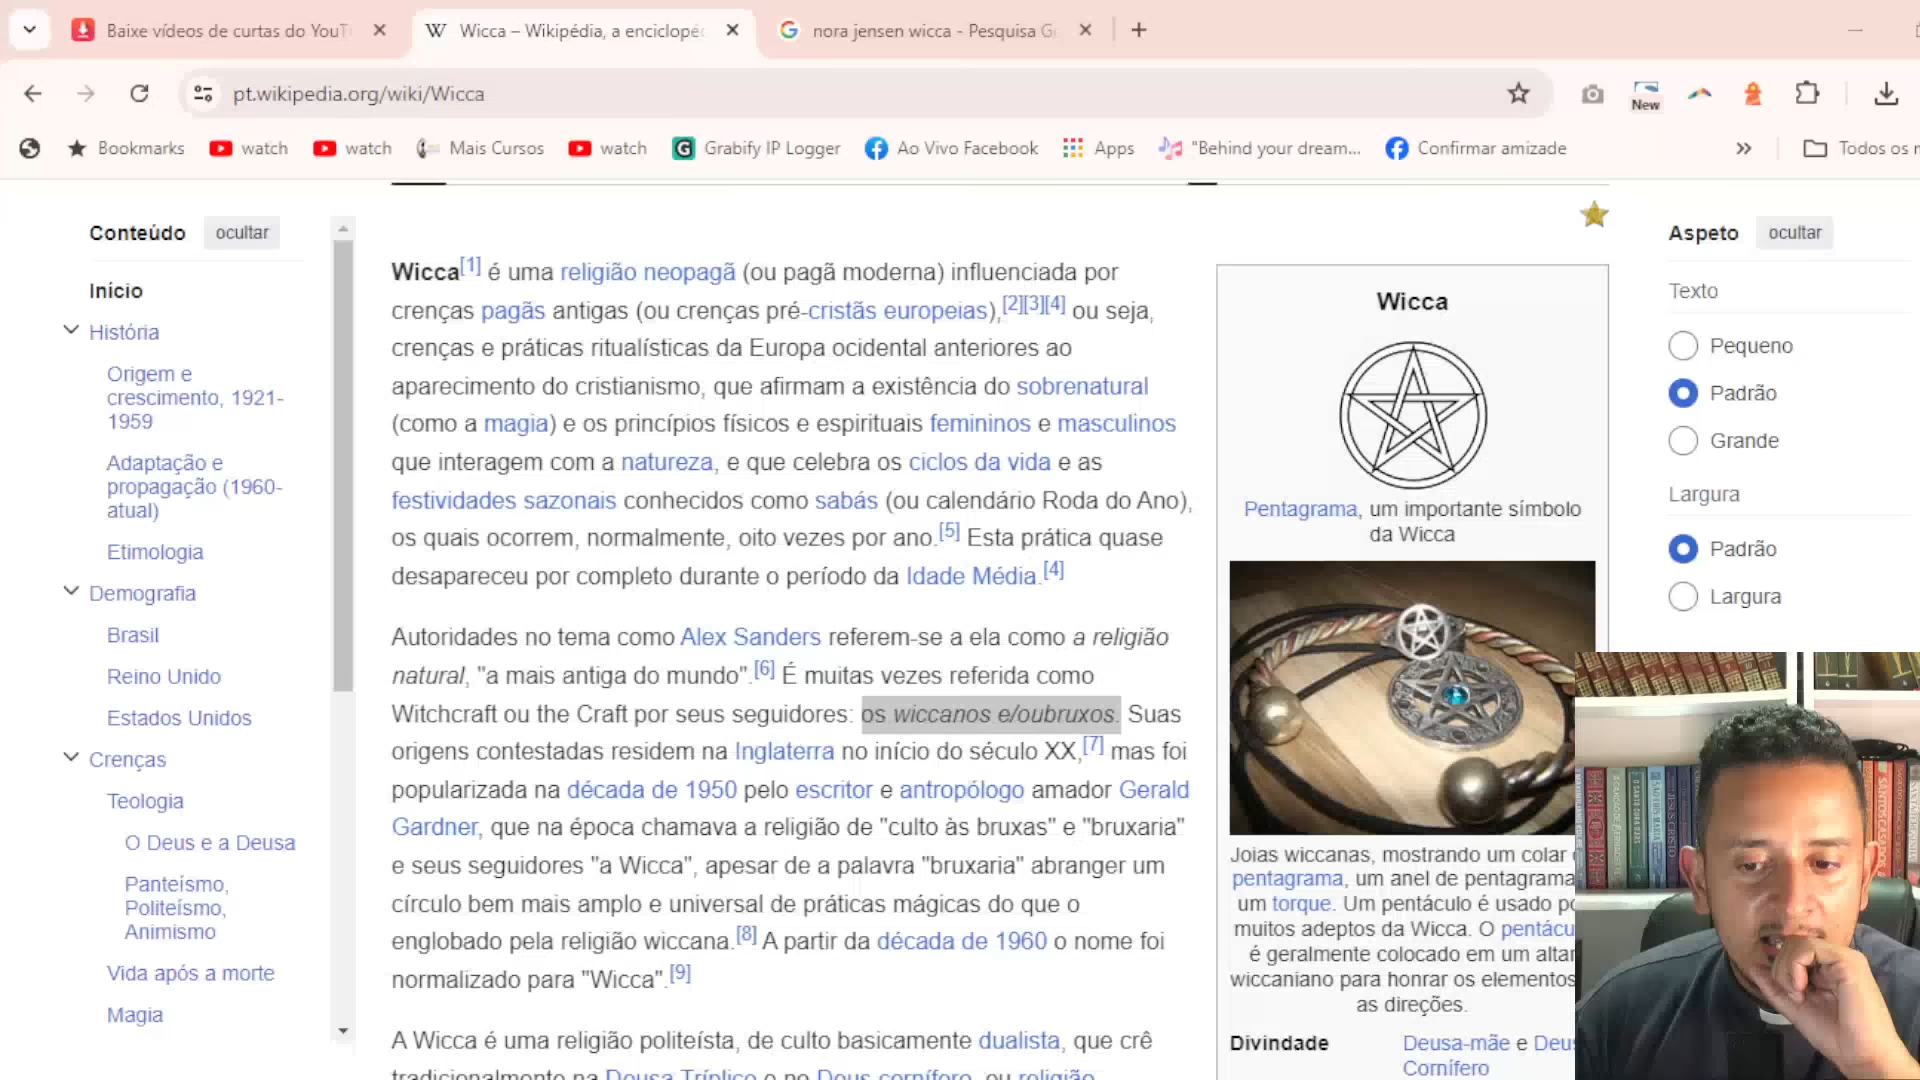 Baixe vídeos de curtas do YouT
Wicca – Wikipédia, a enciclopé
nora jensen wicca - Pesquisa G
pt.wikipedia.org/wiki/Wicca
New
Bookmarks
watch
watch
Mais Cursos
watch
Grabify IP Logger
Ao Vivo Facebook
Apps
"Behind your dream...
Confirmar amizade
Todos os
Conteúdo
ocultar
Início
História
Origem e
crescimento, 1921-
1959
Adaptação e
propagação (1960-
atual)
Etimologia
Demografia
Brasil
Reino Unido
Estados Unidos
Crenças
Teologia
O Deus e a Deusa
Panteísmo,
Politeísmo,
Animismo
Vida após a morte
Magia
Wicca[1] é uma religião neopagã (ou pagã moderna) influenciada por
crenças pagãs antigas (ou crenças pré-cristãs europeias),[2][3][4] ou seja,
crenças e práticas ritualísticas da Europa ocidental anteriores ao
aparecimento do cristianismo, que afirmam a existência do sobrenatural
(como a magia) e os princípios físicos e espirituais femininos e masculinos
que interagem com a natureza, e que celebra os ciclos da vida e as
festividades sazonais conhecidos como sabás (ou calendário Roda do Ano),
os quais ocorrem, normalmente, oito vezes por ano.[5] Esta prática quase
desapareceu por completo durante o período da Idade Média.[4]
Autoridades no tema como Alex Sanders referem-se a ela como a religião
natural, "a mais antiga do mundo".[6] É muitas vezes referida como
Witchcraft ou the Craft por seus seguidores: os wiccanos e/oubruxos. Suas
origens contestadas residem na Inglaterra no início do século XX,[7] mas foi
popularizada na década de 1950 pelo escritor e antropólogo amador Gerald
Gardner, que na época chamava a religião de "culto às bruxas" e "bruxaria"
e seus seguidores "a Wicca", apesar de a palavra "bruxaria" abranger um
círculo bem mais amplo e universal de práticas mágicas do que o
englobado pela religião wiccana.[8] A partir da década de 1960 o nome foi
normalizado para "Wicca".[9]
A Wicca é uma religião politeísta, de culto basicamente dualista, que crê
tradicionalmente na Deusa Tríplice e no Deus cornífero, ou religião
Wicca
Pentagrama, um importante símbolo
da Wicca
Joias wiccanas, mostrando um colar
pentagrama, um anel de pentagrama
um torque. Um pentáculo é usado po
muitos adeptos da Wicca. O pentácu
é geralmente colocado em um altar
wiccaniano para honrar os elementos
as direções.
Divindade
Deusa-mãe e Deus
Cornífero
Aspeto
ocultar
Texto
Pequeno
Padrão
Grande
Largura
Padrão
Largura